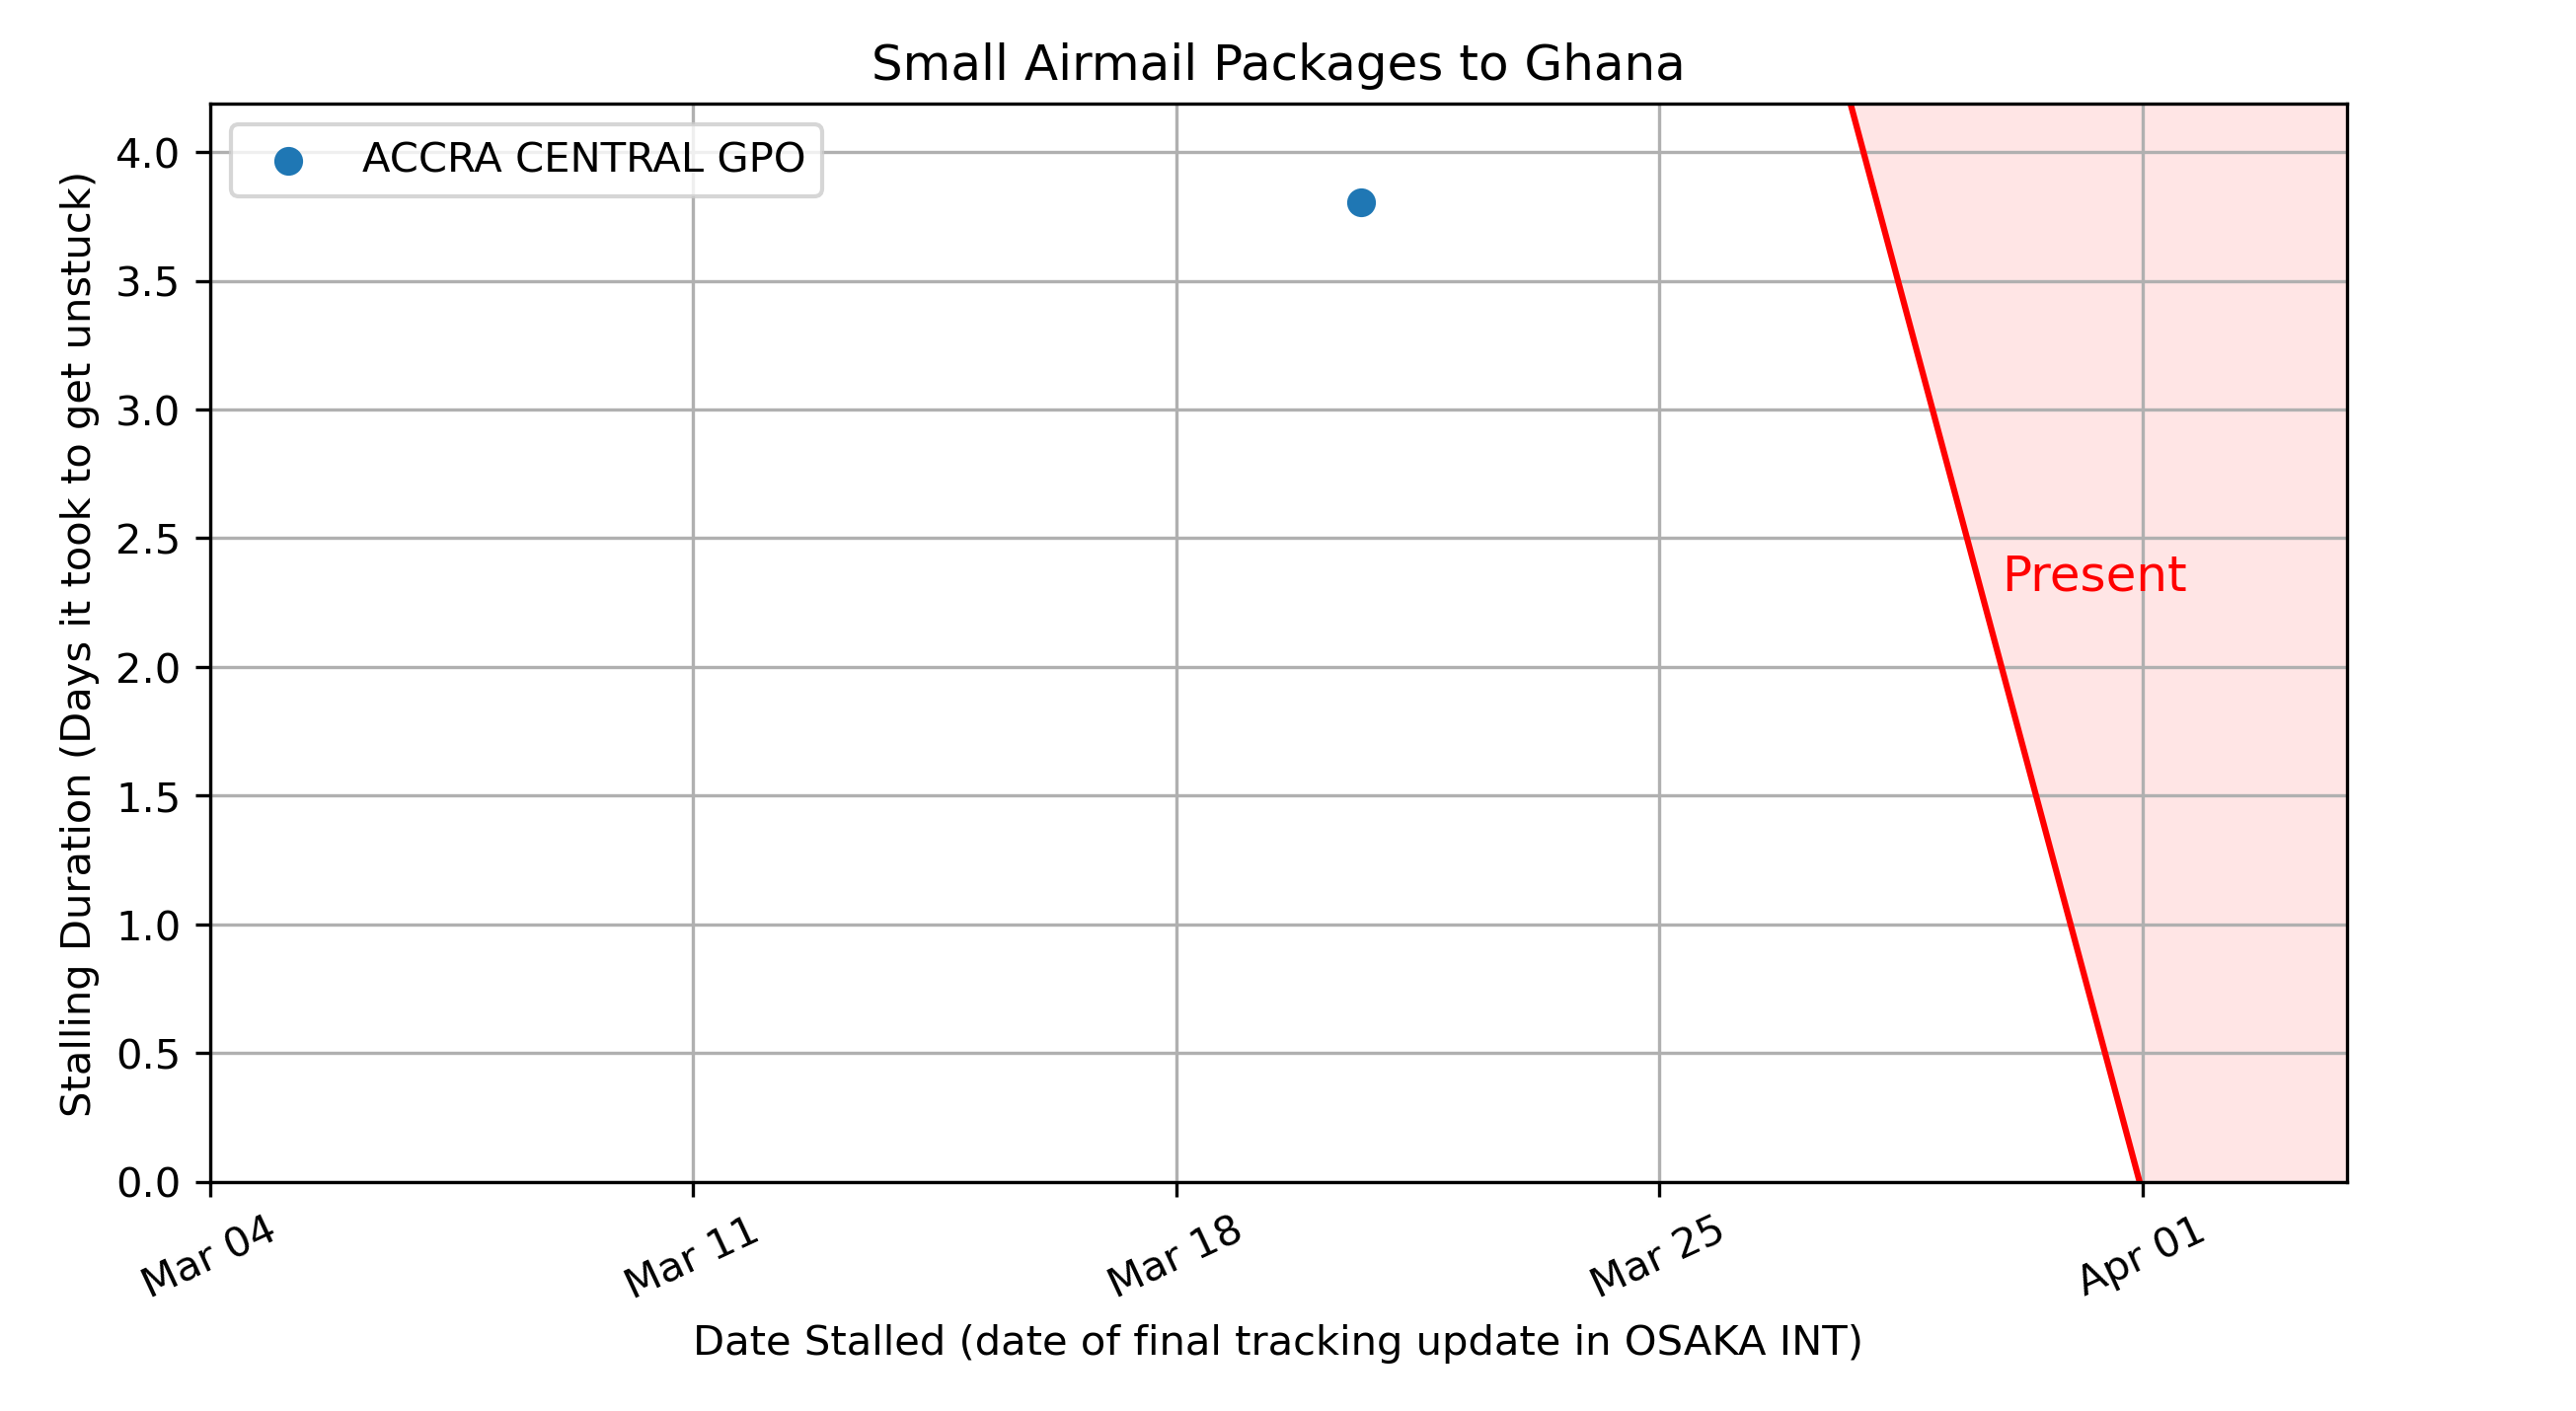 Small Airmail Packages to Ghana
ACCRA CENTRAL GPO
Stalling Duration (Days it took to get unstuck)
4.0
3.5
3.0
2.5
2.0
1.5
1.0
0.5
0.0
Present
Mar 04
Mar 11
Mar 18
Mar 25
Apr 01
Date Stalled (date of final tracking update in OSAKA INT)